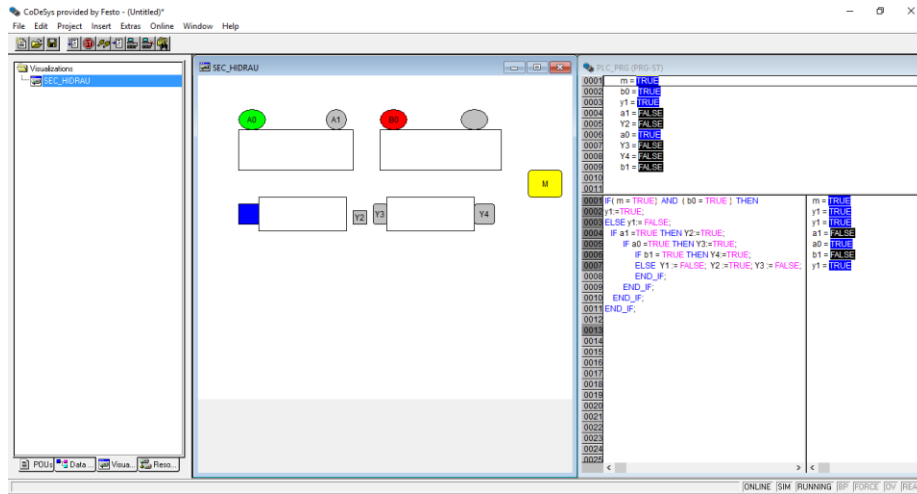 CoDeSys provided by Festo - (Untitled)*
File Edit Project Insert Extras Online Window Help
Visualizations
SEC_HIDRAU
SEC_HIDRAU
A0 A1 B0
M
Y2 Y3 Y4
POUs Data ... Visua... Reso...
PLC_PRG (PRG-ST)
0001 m = TRUE
0002 b0 = TRUE
0003 y1 = TRUE
0004 a1 = FALSE
0005 Y2 = FALSE
0006 a0 = TRUE
0007 Y3 = FALSE
0008 Y4 = FALSE
0009 b1 = FALSE
0010
0011
0001 IF( m = TRUE) AND ( b0 = TRUE ) THEN m = TRUE
0002 y1:=TRUE; y1 = TRUE
0003 ELSE y1:= FALSE; y1 = TRUE
0004 IF a1 =TRUE THEN Y2:=TRUE; a1 = FALSE
0005 IF a0 =TRUE THEN Y3:=TRUE; a0 = TRUE
0006 IF b1 = TRUE THEN Y4:=TRUE; b1 = FALSE
0007 ELSE Y1 := FALSE; Y2 :=TRUE; Y3 := FALSE; y1 = TRUE
0008 END_IF;
0009 END_IF;
0010 END_IF;
0011 END_IF;
0012
0013
0014
0015
0016
0017
0018
0019
0020
0021
0022
0023
0024
0025
ONLINE SIM RUNNING BP FORCE OV REA